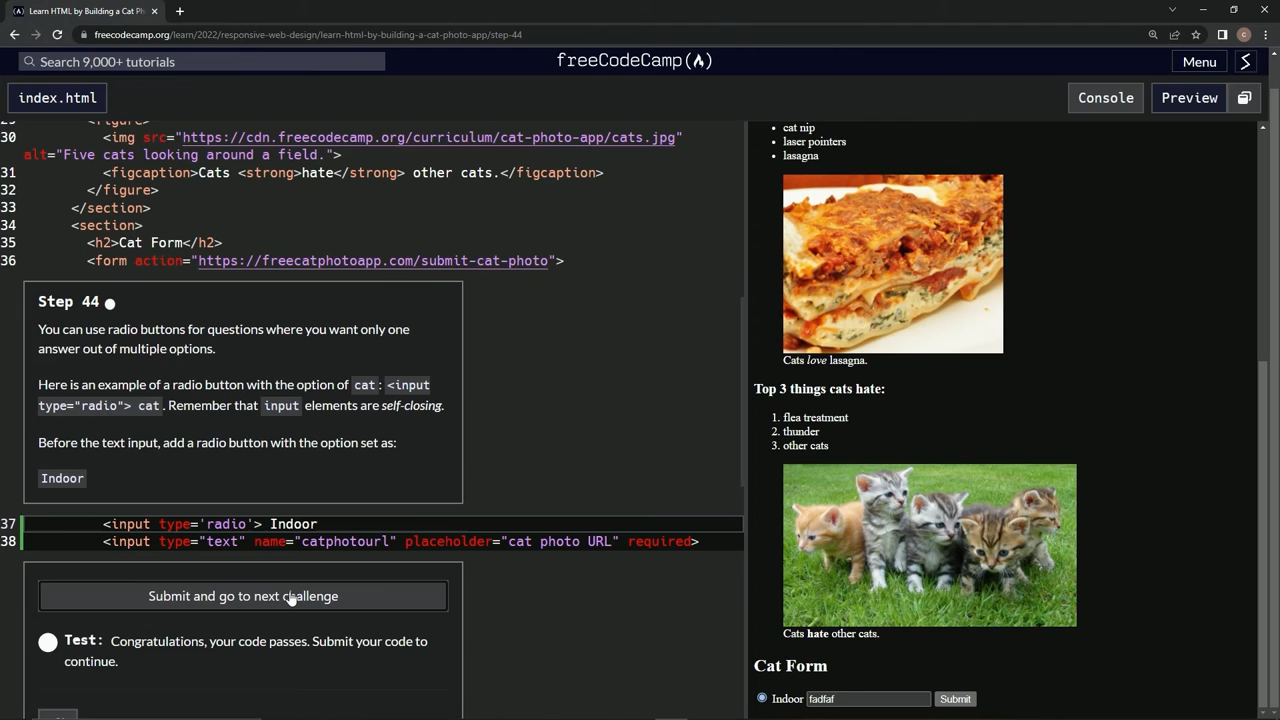 Learn HTML by Building a Cat Ph
freecodecamp.org/learn/2022/responsive-web-design/learn-html-by-building-a-cat-photo-app/step-44
C
Search 9,000+ tutorials
freeCodeCamp
Menu
index.html
Console
Preview
30 <img src="https://cdn.freecodecamp.org/curriculum/cat-photo-app/cats.jpg"
alt="Five cats looking around a field.">
31 <figcaption>Cats <strong>hate</strong> other cats.</figcaption>
32 </figure>
33 </section>
34 <section>
35 <h2>Cat Form</h2>
36 <form action="https://freecatphotoapp.com/submit-cat-photo">
Step 44
You can use radio buttons for questions where you want only one
answer out of multiple options.
Here is an example of a radio button with the option of cat: <input
type="radio"> cat. Remember that input elements are self-closing.
Before the text input, add a radio button with the option set as:
Indoor
37 <input type='radio'> Indoor
38 <input type="text" name="catphotourl" placeholder="cat photo URL" required>
Submit and go to next challenge
Test: Congratulations, your code passes. Submit your code to
continue.
cat nip
laser pointers
lasagna
Cats love lasagna.
Top 3 things cats hate:
1. flea treatment
2. thunder
3. other cats
Cats hate other cats.
Cat Form
Indoor fadfaf Submit